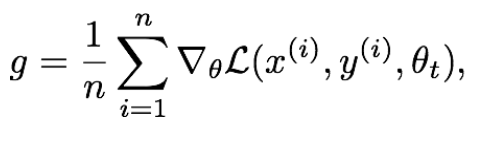 g = \frac{1}{n} \sum_{i=1}^{n} \nabla_{\theta} \mathcal{L}(x^{(i)}, y^{(i)}, \theta_t),